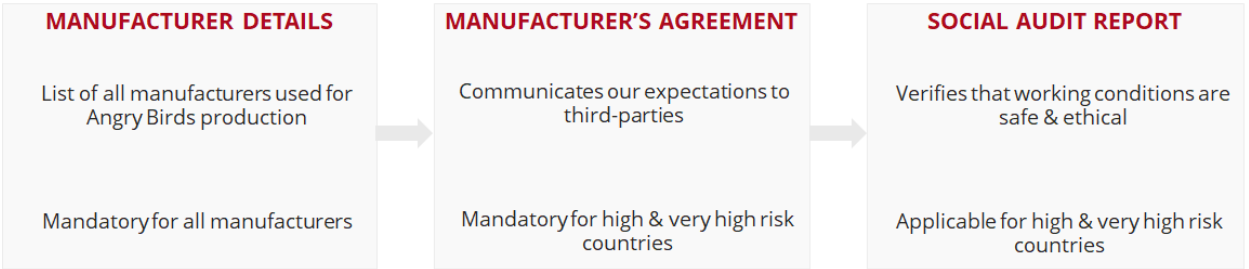 MANUFACTURER DETAILS
List of all manufacturers used for
Angry Birds production
Mandatory for all manufacturers
MANUFACTURER’S AGREEMENT
Communicates our expectations to
third-parties
Mandatory for high & very high risk
countries
SOCIAL AUDIT REPORT
Verifies that working conditions are
safe & ethical
Applicable for high & very high risk
countries